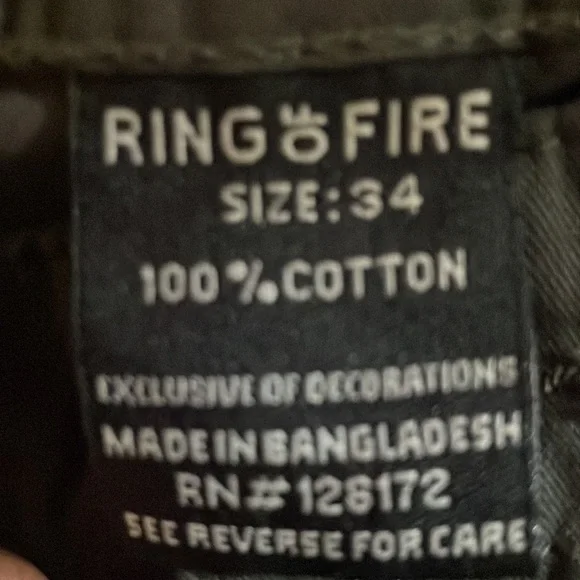 RING OF FIRE
SIZE:34
100% COTTON
EXCLUSIVE OF DECORATIONS
MADE IN BANGLADESH
RN#128172
SEE REVERSE FOR CARE